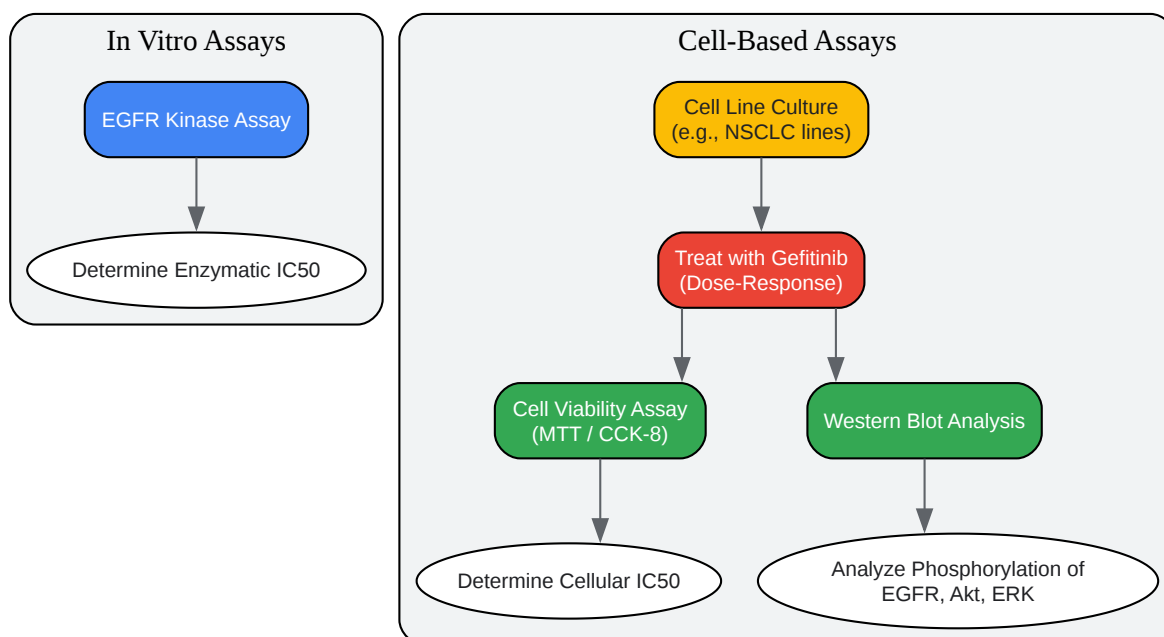 In Vitro Assays
EGFR Kinase Assay
Determine Enzymatic IC50
Cell-Based Assays
Cell Line Culture
(e.g., NSCLC lines)
Treat with Gefitinib
(Dose-Response)
Cell Viability Assay
(MTT / CCK-8)
Western Blot Analysis
Determine Cellular IC50
Analyze Phosphorylation of
EGFR, Akt, ERK